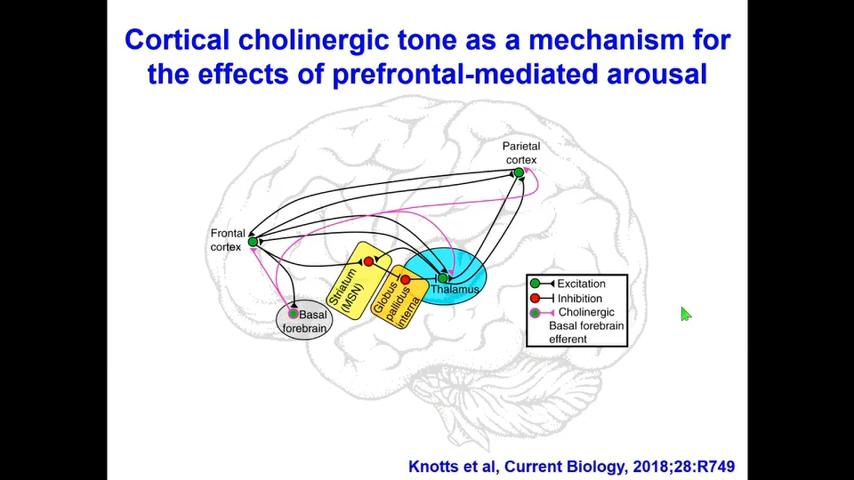 Cortical cholinergic tone as a mechanism for
the effects of prefrontal-mediated arousal
Parietal
cortex
Frontal
cortex
Striatum
(MSN)
Globus
pallidus
interna
Thalamus
Basal
forebrain
Excitation
Inhibition
Cholinergic
Basal forebrain
efferent
Knotts et al, Current Biology, 2018;28:R749